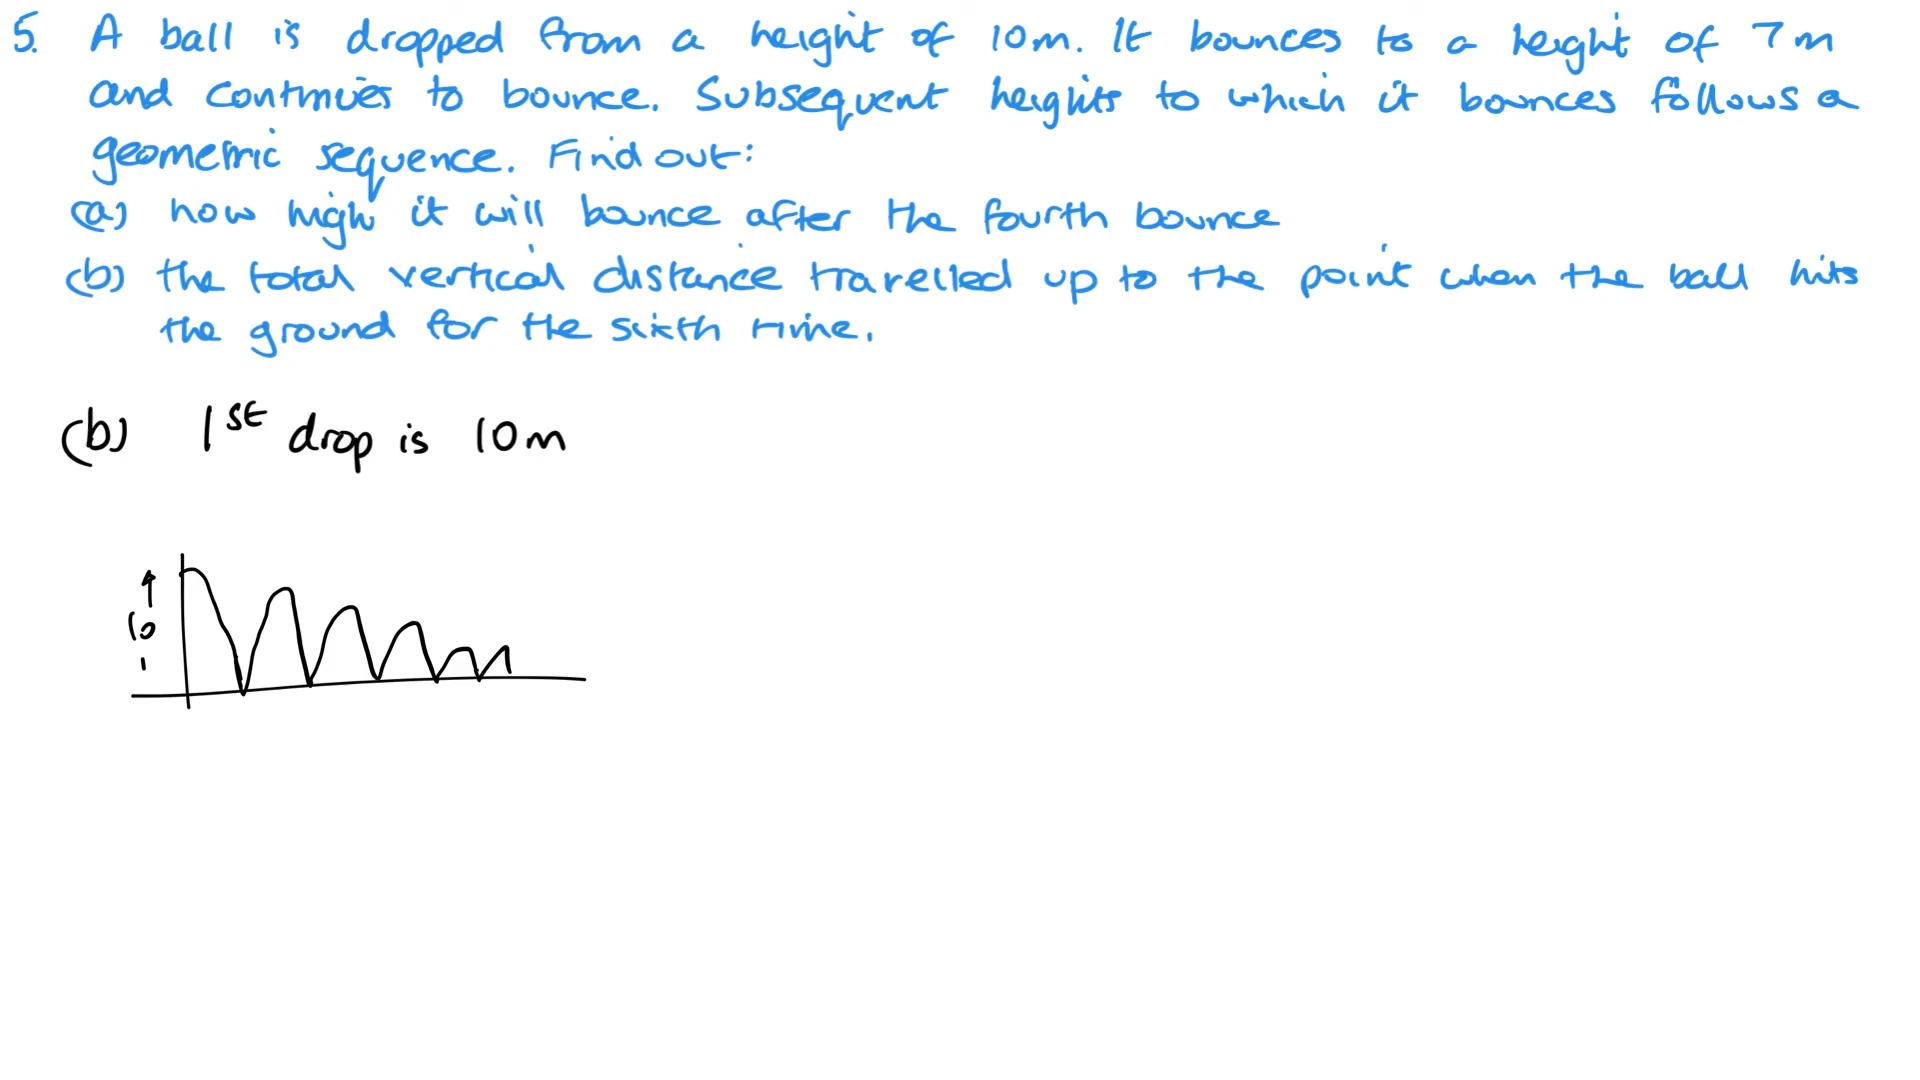 5. A ball is dropped from a height of 10m. It bounces to a height of 7m
and continues to bounce. Subsequent heights to which it bounces follows a
geometric sequence. Find out:
(a) how high it will bounce after the fourth bounce
(b) the total vertical distance travelled up to the point when the ball hits
the ground for the sixth time.
(b) 1st drop is 10m
10